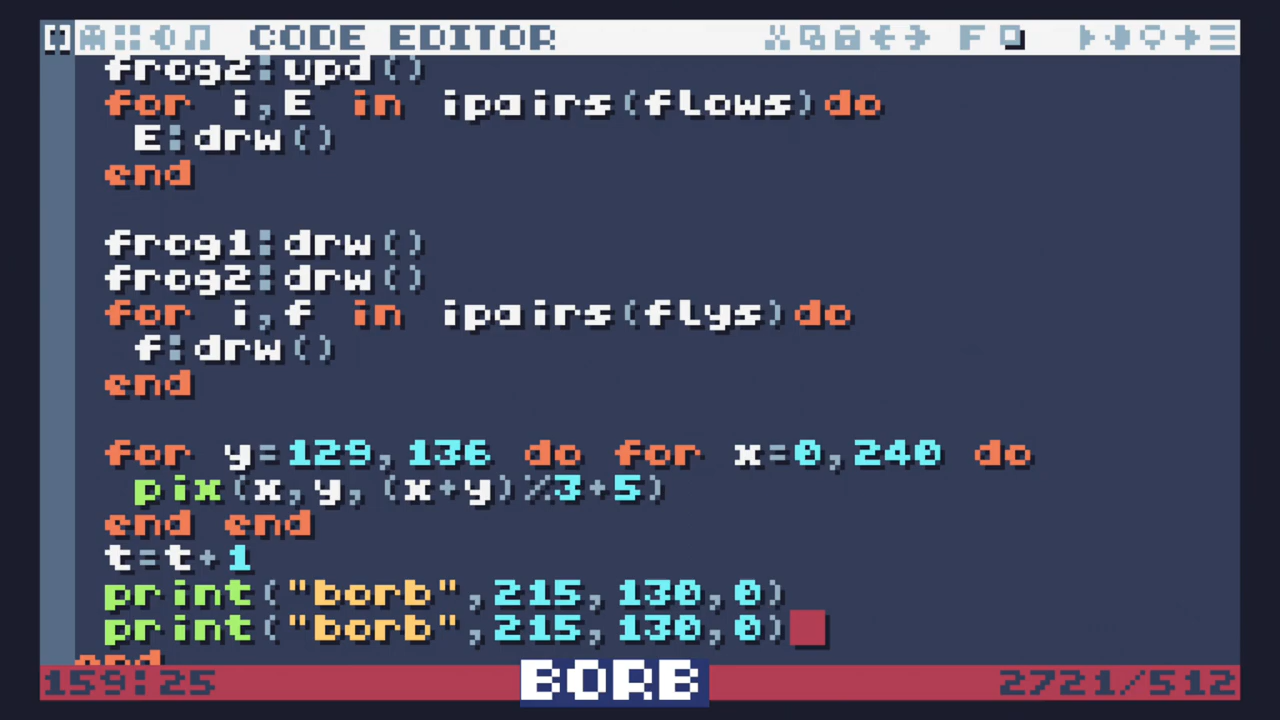 CODE EDITOR F
frog2:upd()
for i,E in ipairs(flows)do
E:drw()
end
frog1:drw()
frog2:drw()
for i,f in ipairs(flys)do
f:drw()
end
for y=129,136 do for x=0,240 do
pix(x,y,(x+y)%3+5)
end end
t=t+1
print("borb",215,130,0)
print("borb",215,130,0)
end
159:25 BORB 2721/512